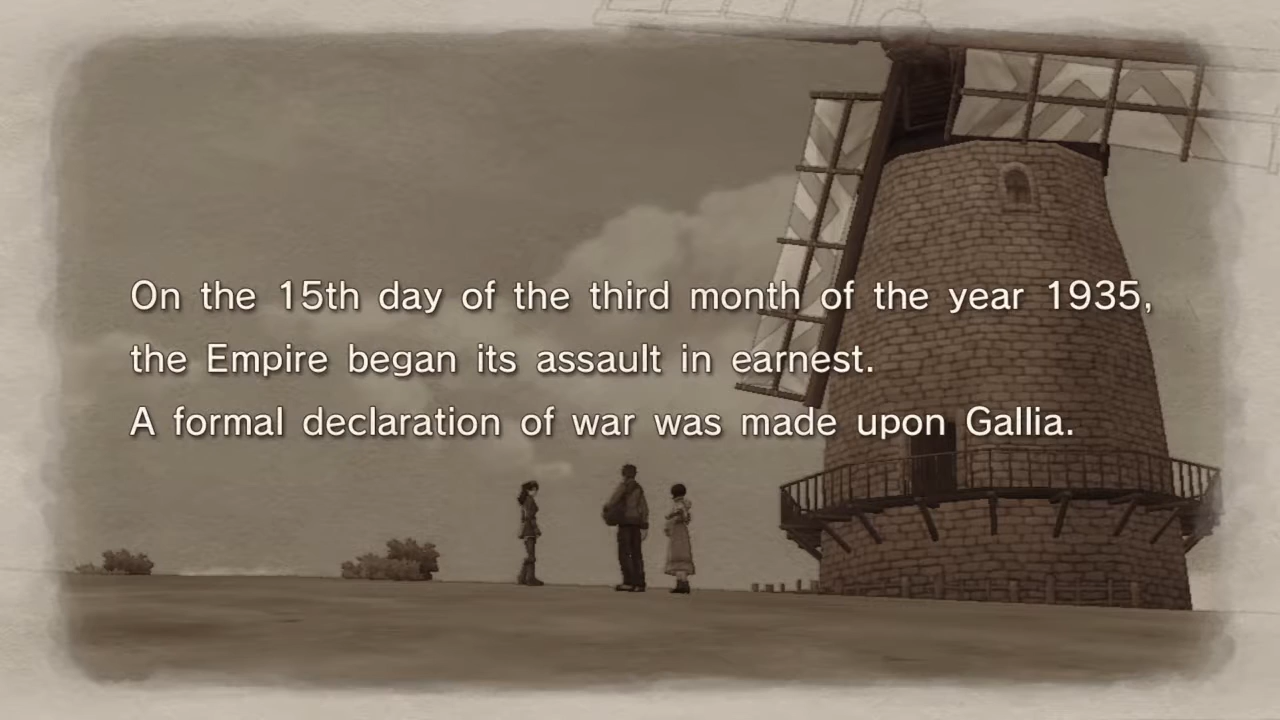 On the 15th day of the third month of the year 1935,
the Empire began its assault in earnest.
A formal declaration of war was made upon Gallia.